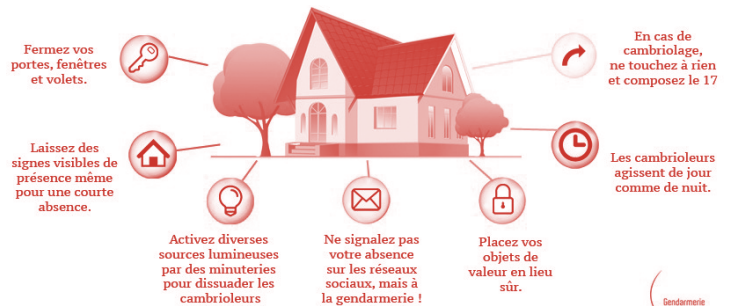 Fermez vos
portes, fenêtres
et volets.
Laissez des
signes visibles de
présence même
pour une courte
absence.
Activez diverses
sources lumineuses
par des minuteries
pour dissuader les
cambrioleurs
Ne signalez pas
votre absence
sur les réseaux
sociaux, mais à
la gendarmerie !
Placez vos
objets de
valeur en lieu
sûr.
En cas de
cambriolage,
ne touchez à rien
et composez le 17
Les cambrioleurs
agissent de jour
comme de nuit.
Gendarmerie